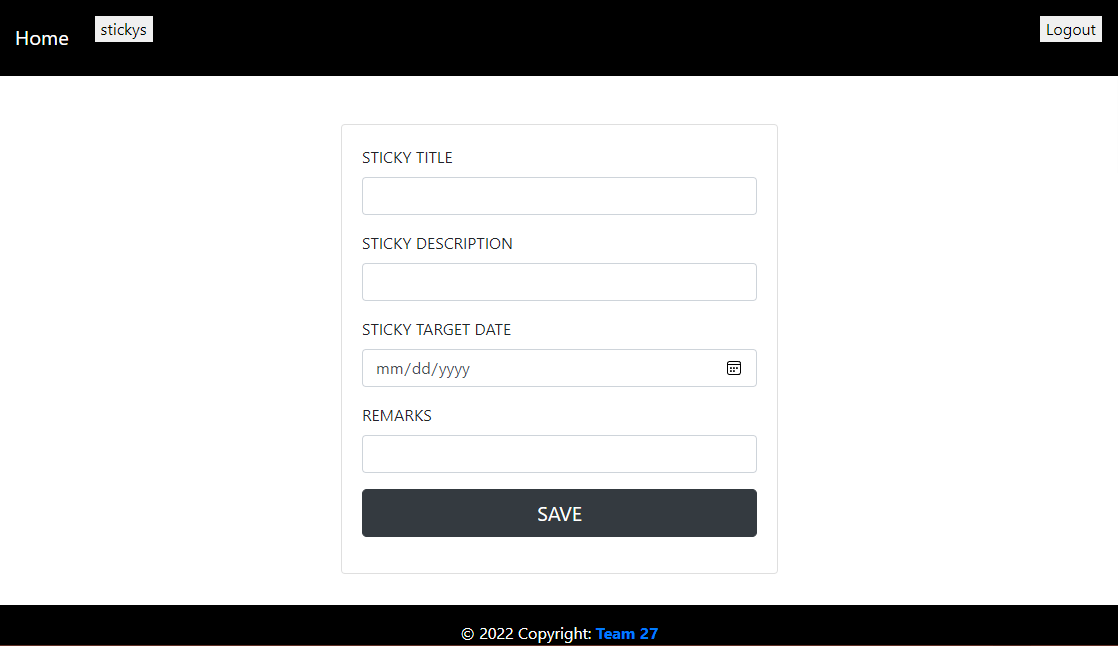 Home stickys Logout
STICKY TITLE
STICKY DESCRIPTION
STICKY TARGET DATE
mm/dd/yyyy
REMARKS
SAVE
© 2022 Copyright: Team 27